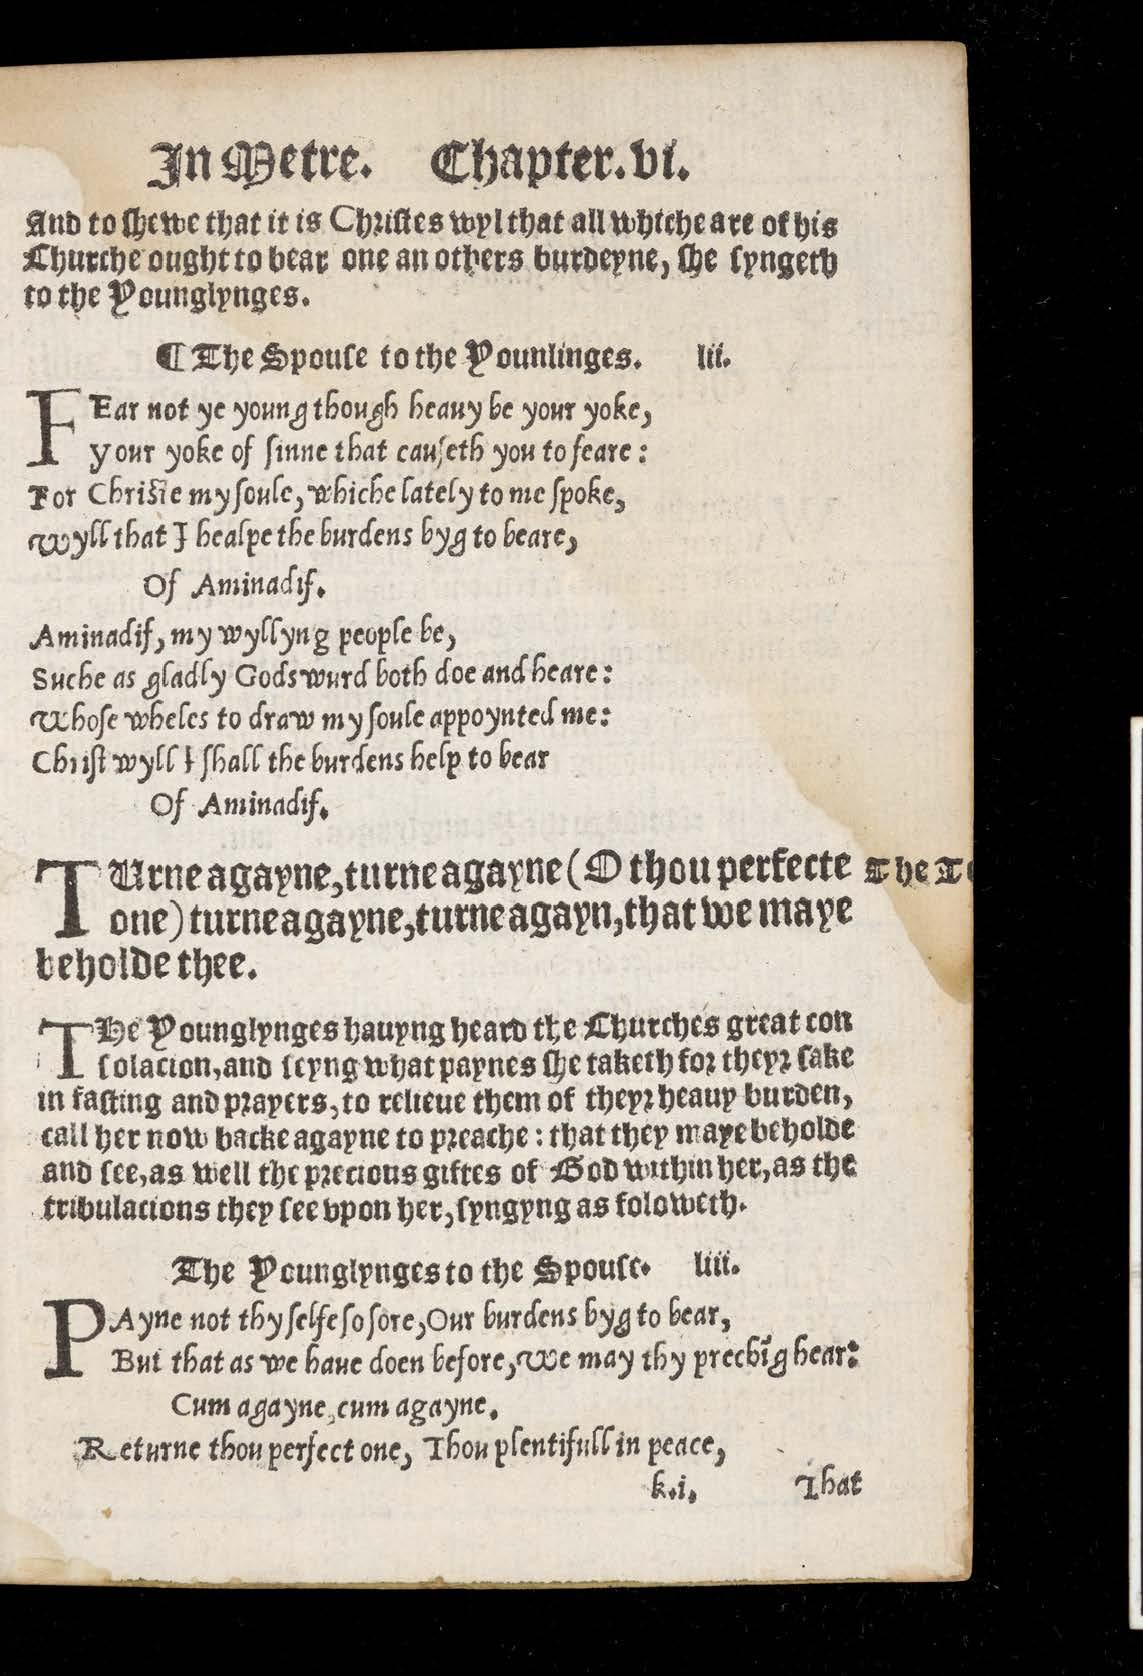 In Metre. Chapter.vi.
And to shewe that it is Christes wyl that all whiche are of his
Churche ought to bear one an others burdeyne, she syngeth
to the Younglynges.
¶ The Spouse to the Younlinges. lii.
FEar not ye young though heauy be your yoke,
your yoke of sinne that causeth you to feare:
For Christe my soule, whiche lately to me spoke,
Wyll that I healpe the burdens byg to beare,
Of Aminadif.
Aminadif, my wyllyng people be,
Suche as gladly Gods wurd both doe and heare:
Whose wheles to draw my soule appoynted me:
Christ wyll I shall the burdens help to bear
Of Aminadif.
TUrne agayne, turne agayne (O thou perfecte
one) turne agayne, turne agayn, that we maye
beholde thee.
The
THe Younglynges hauyng heard the Churches great con
solacion, and seyng what paynes she taketh for theyr sake
in fasting and prayers, to relieue them of theyr heauy burden,
call her now backe agayne to preache: that they maye beholde
and see, as well the precious giftes of God within her, as the
tribulacions they see vpon her, syngyng as foloweth.
The Younglynges to the Spouse. liii.
PAyne not thy selfe so sore, Our burdens byg to bear,
But that as we haue doen before, We may thy prechīg hear:
Cum agayne, cum agayne.
Returne thou perfect one, Thou plentifull in peace,
k.i. That